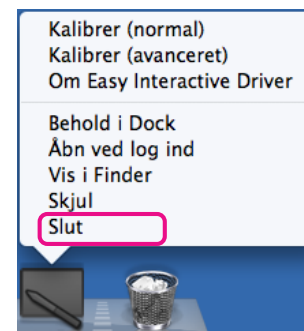 Kalibrer (normal)
Kalibrer (avanceret)
Om Easy Interactive Driver
Behold i Dock
Åbn ved log ind
Vis i Finder
Skjul
Slut